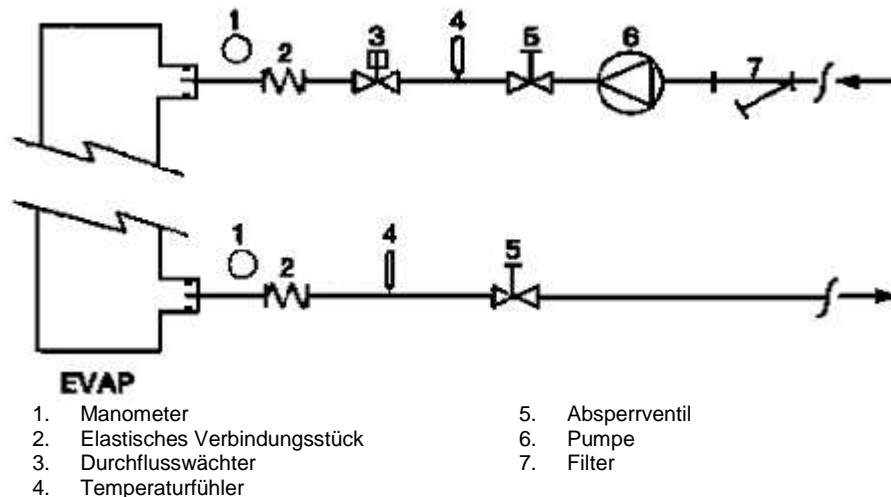 1 2 3 4 5 6 7
1 2 4 5
EVAP
1. Manometer
2. Elastisches Verbindungsstück
3. Durchflusswächter
4. Temperaturfühler
5. Absperrventil
6. Pumpe
7. Filter